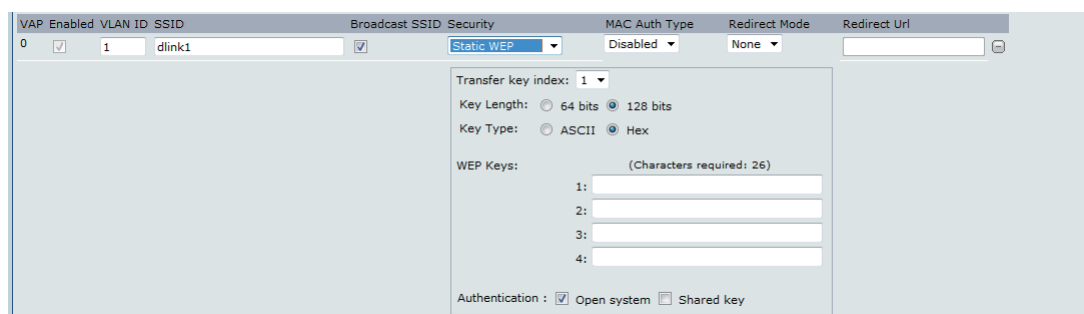 VAP Enabled VLAN ID SSID Broadcast SSID Security MAC Auth Type Redirect Mode Redirect Url
0 1 dlink1 Static WEP Disabled None
Transfer key index: 1
Key Length: 64 bits 128 bits
Key Type: ASCII Hex
WEP Keys: (Characters required: 26)
1:
2:
3:
4:
Authentication : Open system Shared key